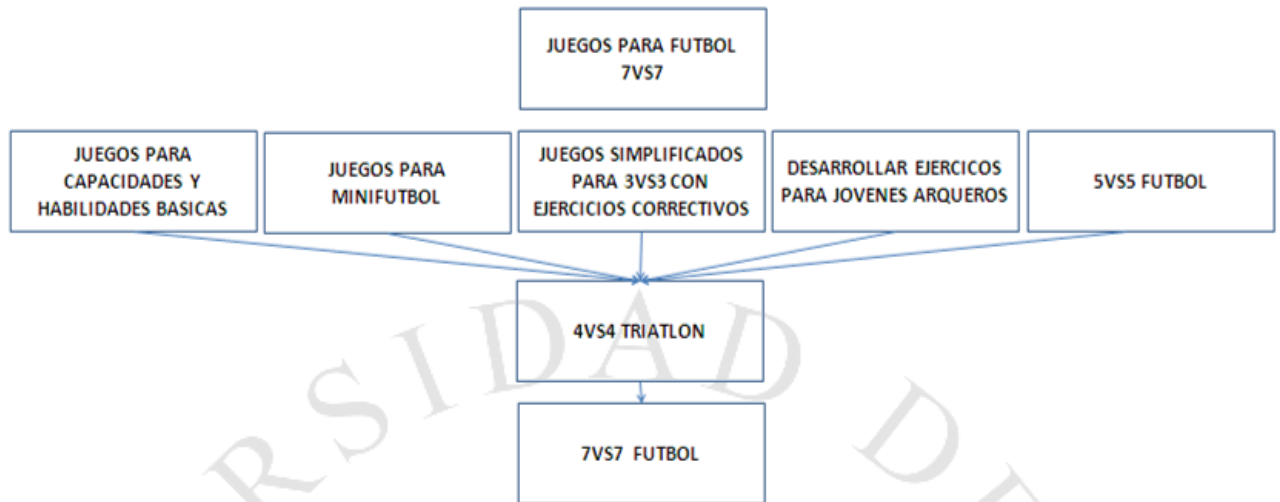 JUEGOS PARA FUTBOL
7VS7
JUEGOS PARA
CAPACIDADES Y
HABILIDADES BASICAS
JUEGOS PARA
MINIFUTBOL
JUEGOS SIMPLIFICADOS
PARA 3VS3 CON
EJERCICIOS CORRECTIVOS
DESARROLLAR EJERCICOS
PARA JOVENES ARQUEROS
5VS5 FUTBOL
4VS4 TRIATLON
7VS7 FUTBOL
RSIDAD D